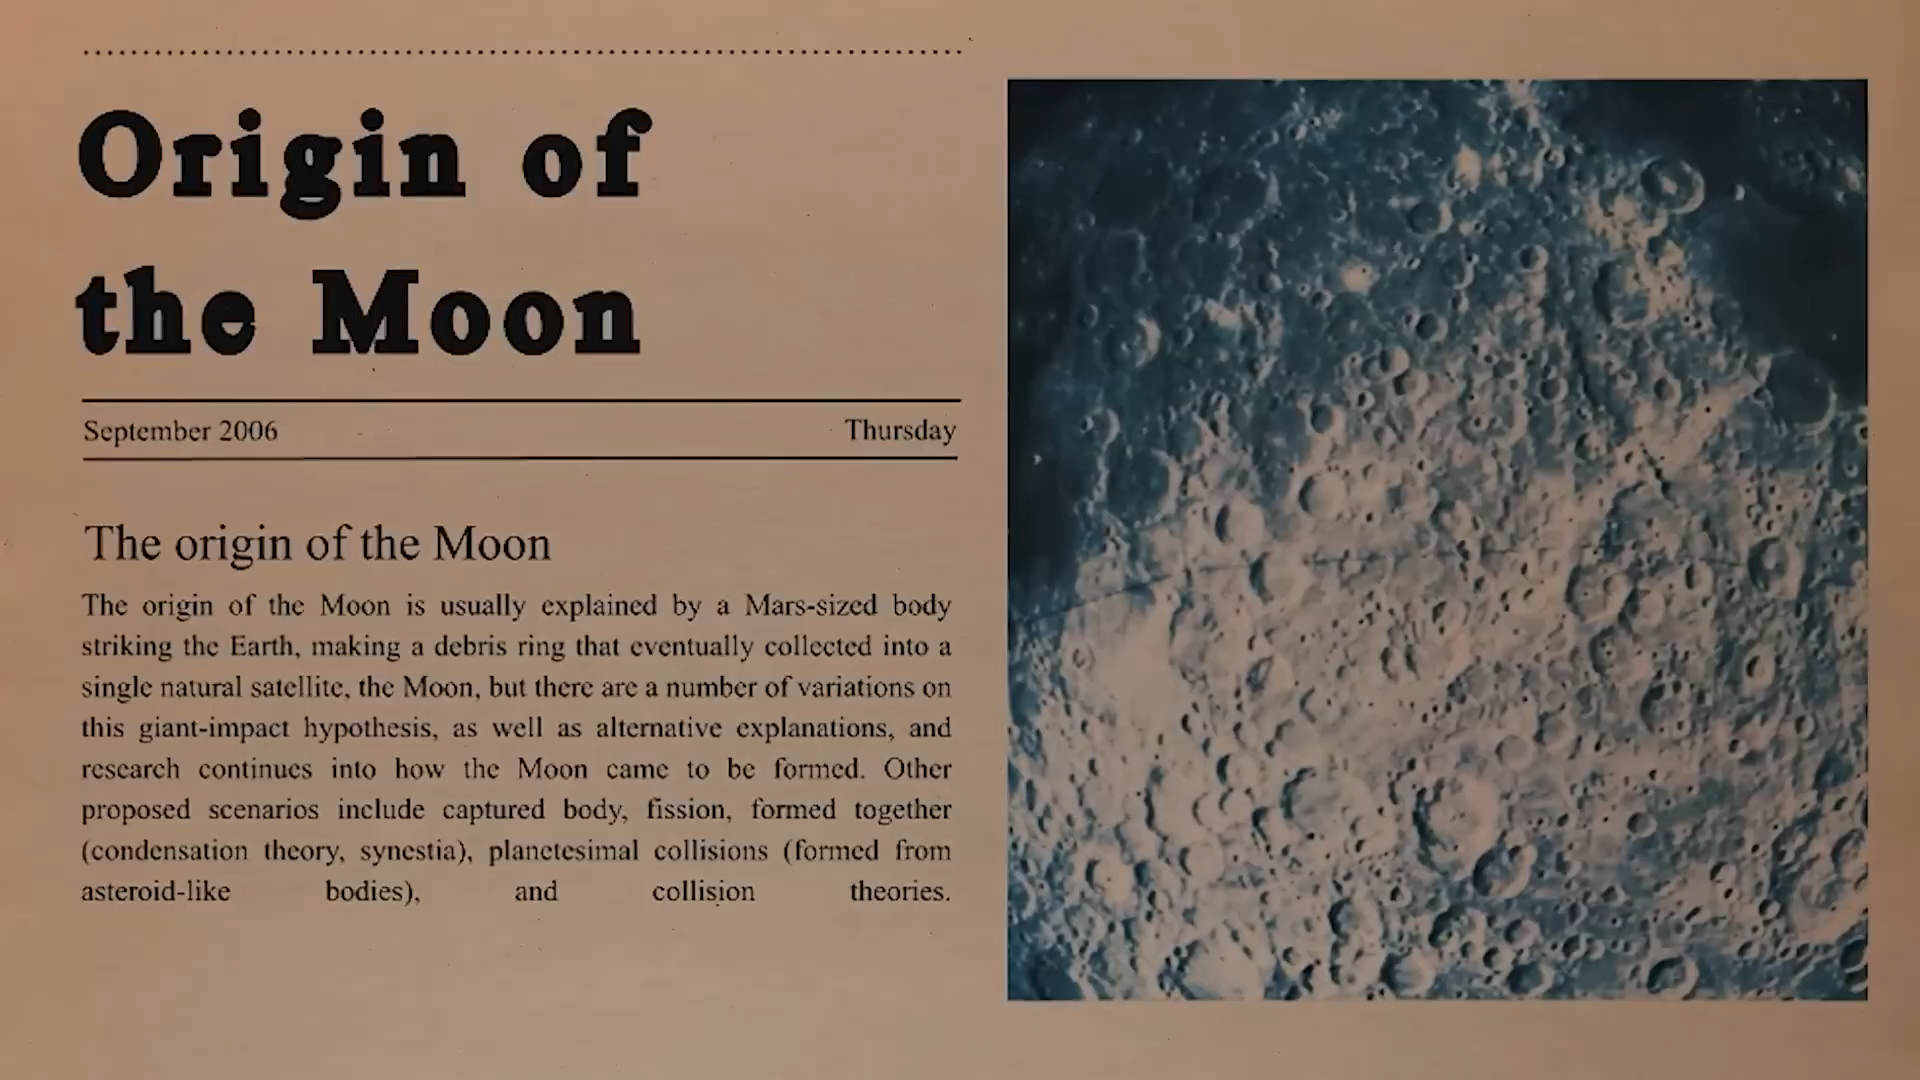 Origin of
the Moon
September 2006 Thursday
The origin of the Moon
The origin of the Moon is usually explained by a Mars-sized body
striking the Earth, making a debris ring that eventually collected into a
single natural satellite, the Moon, but there are a number of variations on
this giant-impact hypothesis, as well as alternative explanations, and
research continues into how the Moon came to be formed. Other
proposed scenarios include captured body, fission, formed together
(condensation theory, synestia), planetesimal collisions (formed from
asteroid-like bodies), and collision theories.